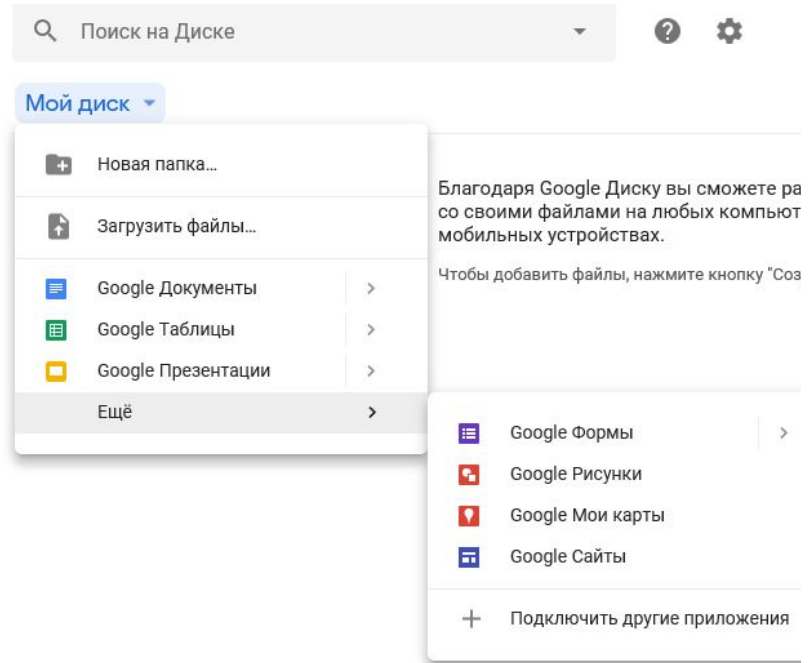 Поиск на Диске
Мой диск
Новая папка...
Загрузить файлы...
Google Документы
Google Таблицы
Google Презентации
Ещё
Благодаря Google Диску вы сможете ра
со своими файлами на любых компьют
мобильных устройствах.
Чтобы добавить файлы, нажмите кнопку "Соз
Google Формы
Google Рисунки
Google Мои карты
Google Сайты
Подключить другие приложения